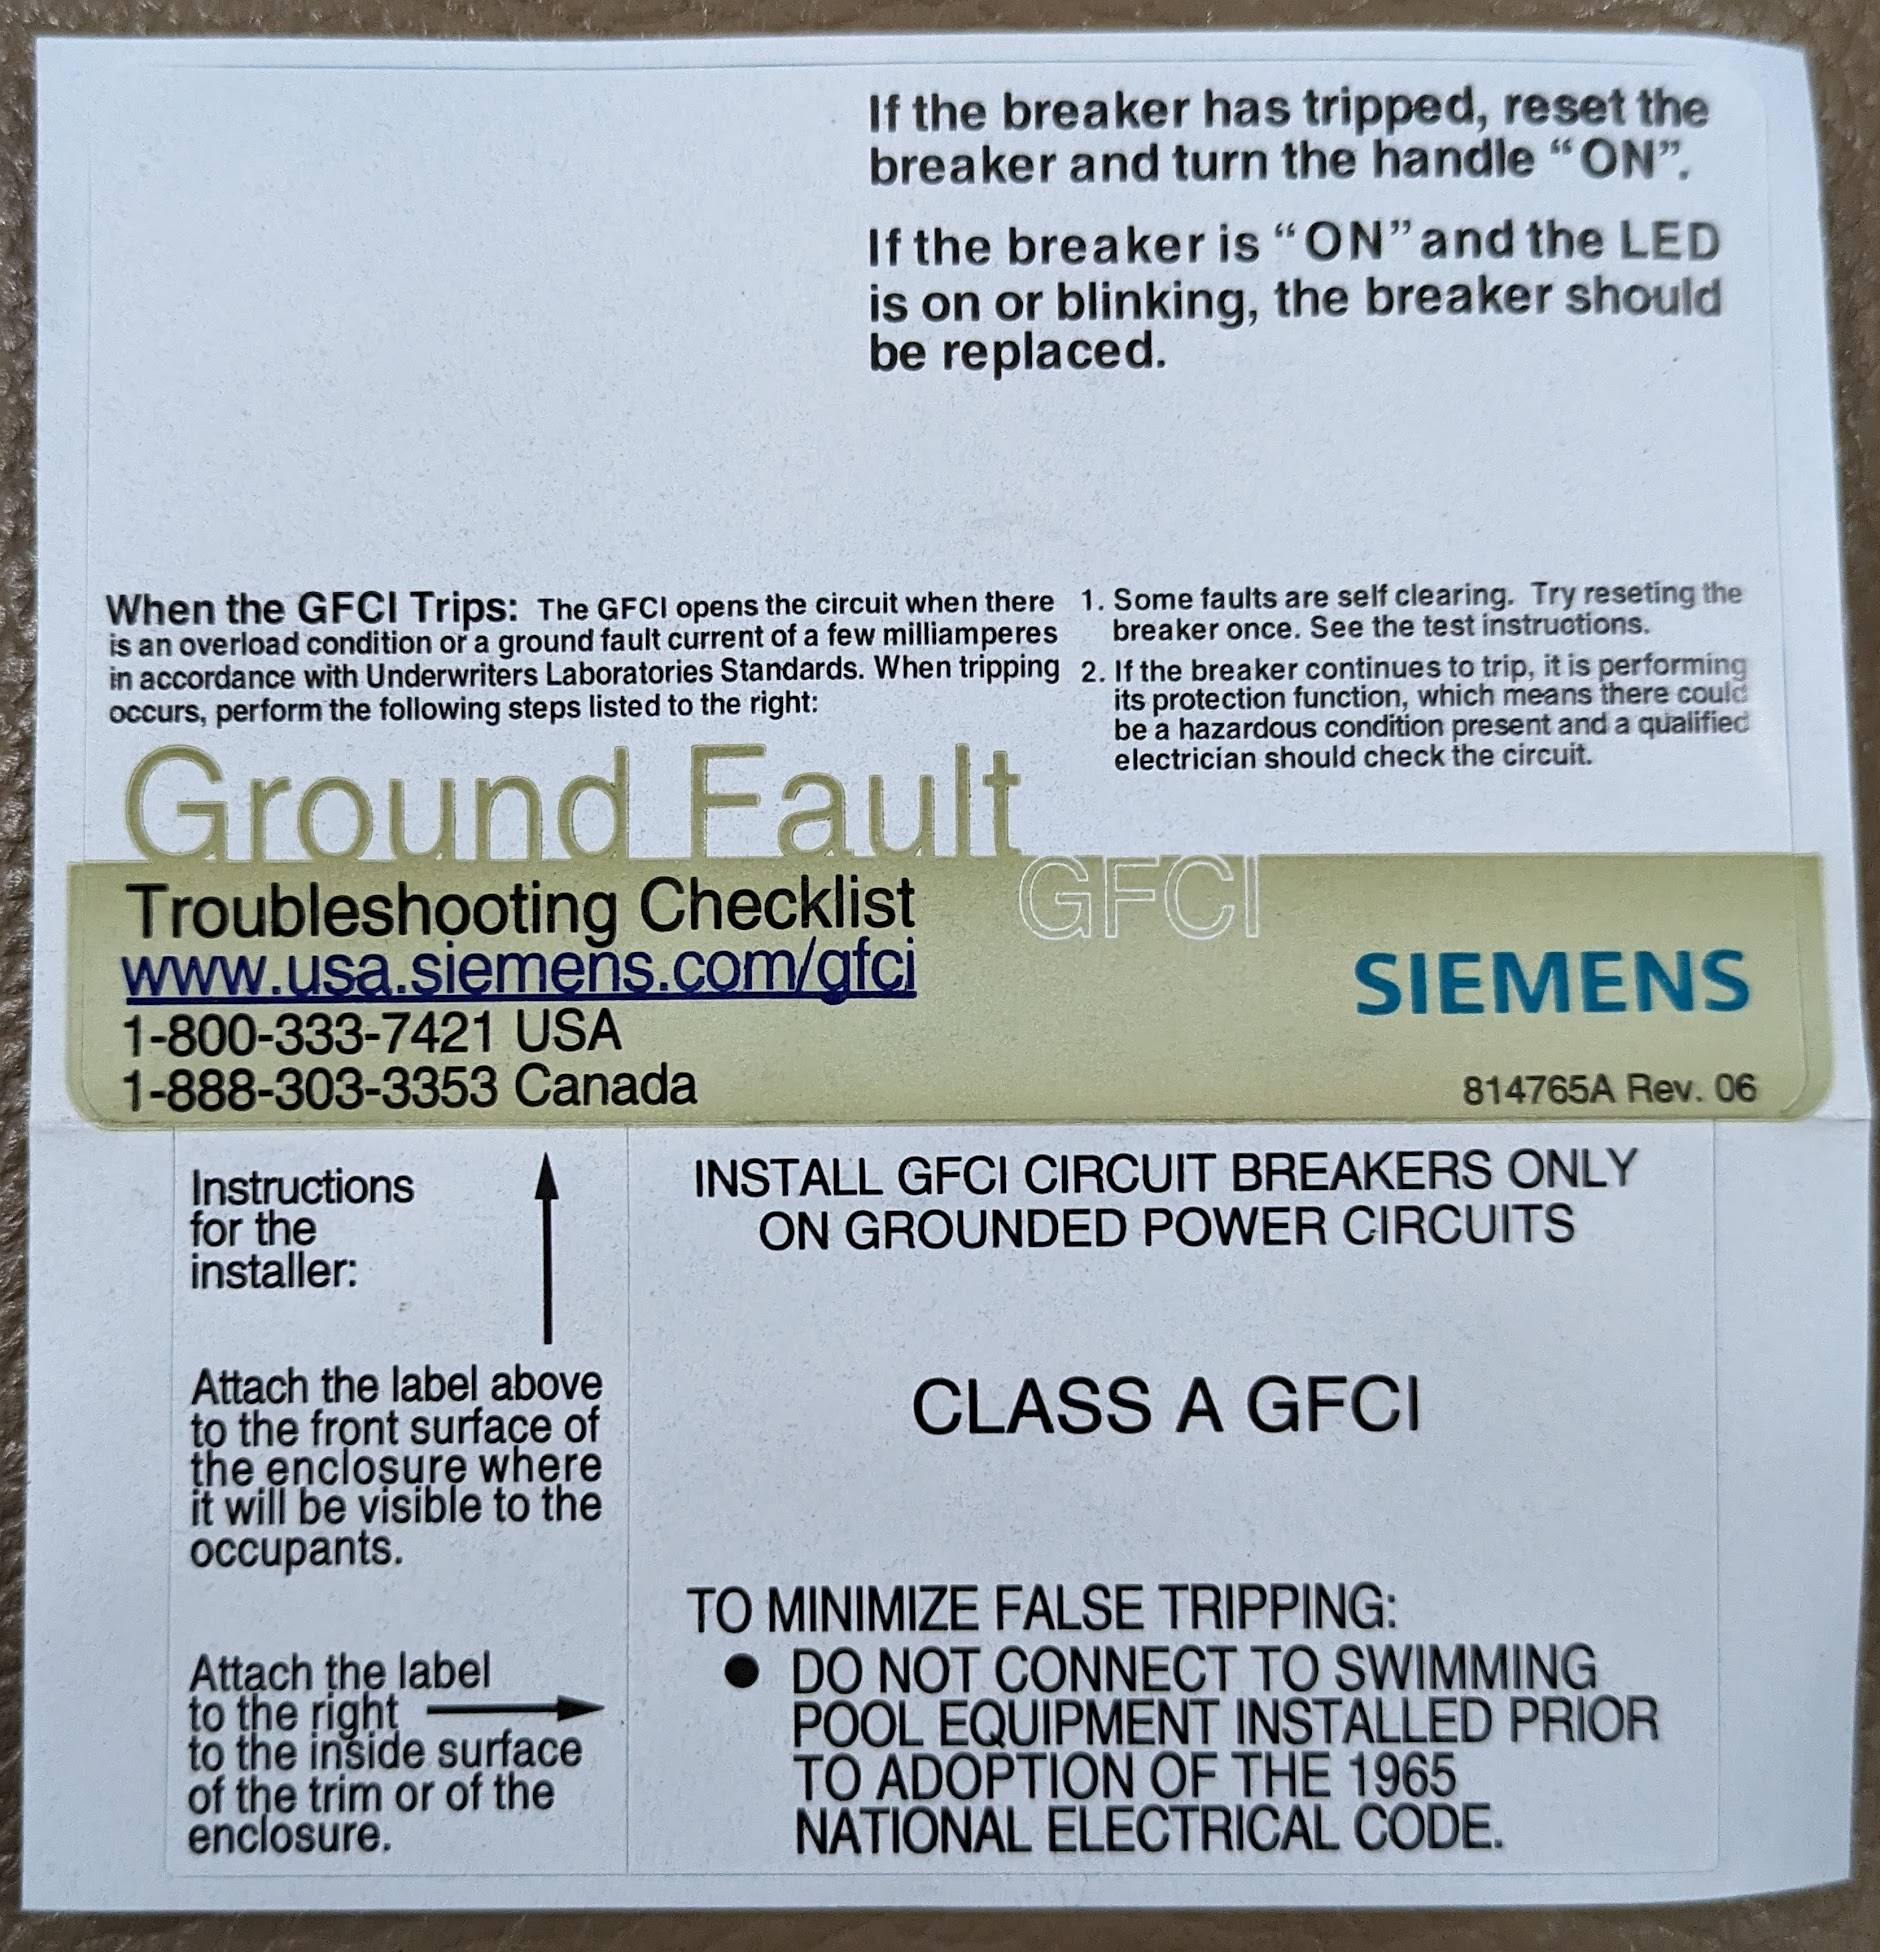 If the breaker has tripped, reset the
breaker and turn the handle “ON”.
If the breaker is “ON” and the LED
is on or blinking, the breaker should
be replaced.
When the GFCI Trips: The GFCI opens the circuit when there
is an overload condition or a ground fault current of a few milliamperes
in accordance with Underwriters Laboratories Standards. When tripping
occurs, perform the following steps listed to the right:
1. Some faults are self clearing. Try reseting the
breaker once. See the test instructions.
2. If the breaker continues to trip, it is performing
its protection function, which means there could
be a hazardous condition present and a qualified
electrician should check the circuit.
Ground Fault
GFCI
Troubleshooting Checklist
www.usa.siemens.com/gfci
1-800-333-7421 USA
1-888-303-3353 Canada
SIEMENS
814765A Rev. 06
Instructions
for the
installer:
Attach the label above
to the front surface of
the enclosure where
it will be visible to the
occupants.
Attach the label
to the right
to the inside surface
of the trim or of the
enclosure.
INSTALL GFCI CIRCUIT BREAKERS ONLY
ON GROUNDED POWER CIRCUITS
CLASS A GFCI
TO MINIMIZE FALSE TRIPPING:
● DO NOT CONNECT TO SWIMMING
POOL EQUIPMENT INSTALLED PRIOR
TO ADOPTION OF THE 1965
NATIONAL ELECTRICAL CODE.